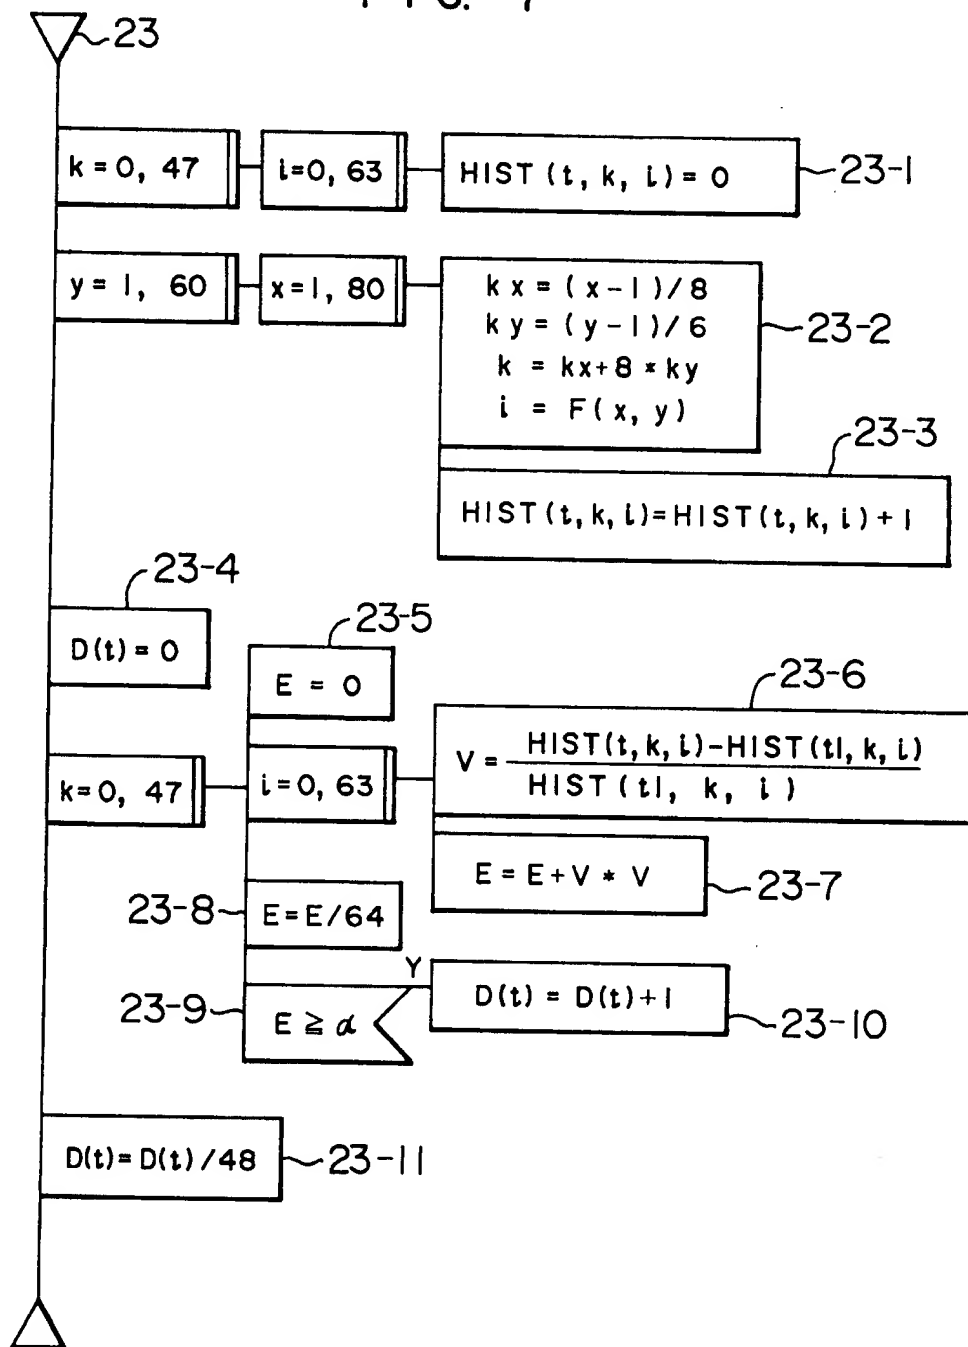 23
k = 0, 47
i=0, 63
HIST (t, k, i) = 0
23-1
y = 1, 60
x=1, 80
kx = (x-1)/8
ky = (y-1)/6
k = kx+8 * ky
i = F(x, y)
23-2
23-3
HIST(t,k,i)=HIST(t,k,i)+1
23-4
D(t) = 0
23-5
E = 0
23-6
k=0, 47
i=0, 63
V = HIST(t,k,i)-HIST(t1,k,i)
HIST(t1, k, i)
E = E+V * V
23-7
23-8
E=E/64
Y
23-9
E ≧ α
D(t) = D(t)+1
23-10
D(t)=D(t)/48
23-11